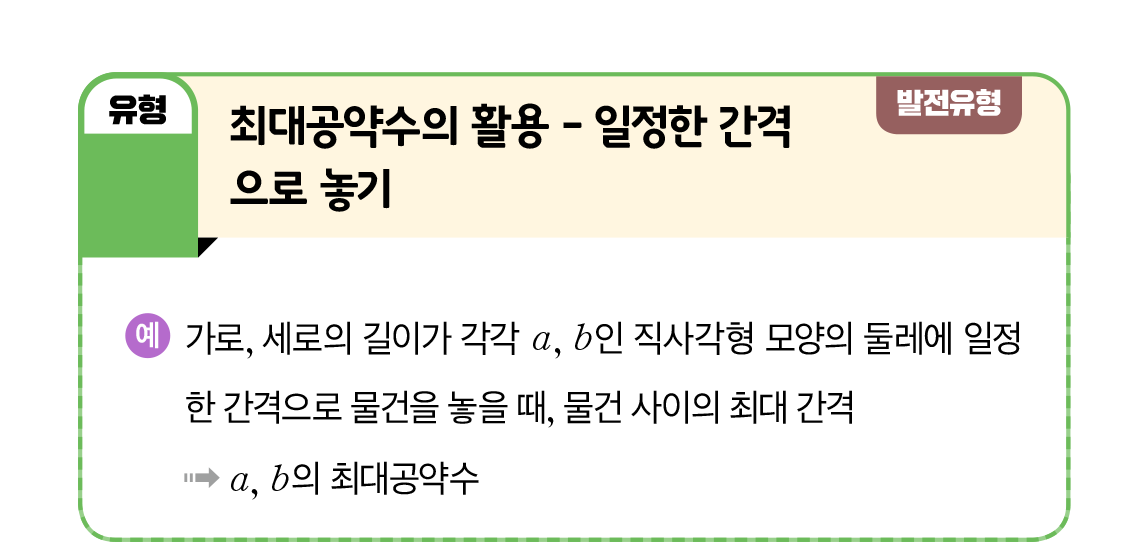 유형
최대공약수의 활용 - 일정한 간격
으로 놓기
발전유형
예 가로, 세로의 길이가 각각 a, b인 직사각형 모양의 둘레에 일정
한 간격으로 물건을 놓을 때, 물건 사이의 최대 간격
➡ a, b의 최대공약수